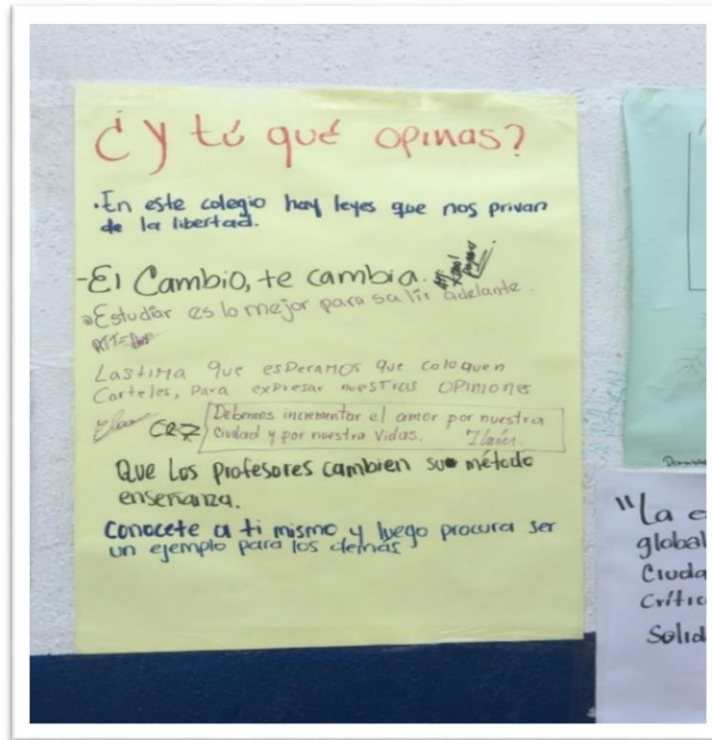 ¿y tú qué opinas?
.En este colegio hay leyes que nos privan
de la libertad.
-El Cambio, te cambia.
Estudiar es lo mejor para salir adelante.
Lastima que esperamos que coloquen
Carteles, para expresar nuestras opiniones
CR7
Debemos incrementar el amor por nuestra
ciudad y por nuestra vidas.
Que Los profesores cambien su método
enseñanza.
Conocete a ti mismo y luego procura ser
un ejemplo para los demás
"La e
global
Ciuda
Crític
Solid